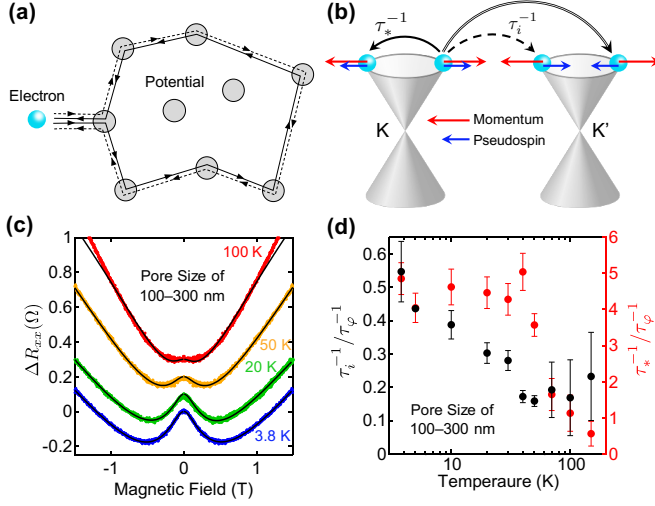 (a)
Electron
Potential
(b)
τ*⁻¹
τᵢ⁻¹
K
K'
Momentum
Pseudospin
(c)
1
0.8
0.6
0.4
0.2
0
-0.2
ΔRₓₓ(Ω)
100 K
Pore Size of
100–300 nm
50 K
20 K
3.8 K
-1
0
1
Magnetic Field (T)
(d)
0.6
0.5
0.4
0.3
0.2
0.1
0
τᵢ⁻¹/τφ⁻¹
Pore Size of
100–300 nm
10
100
Temperaure (K)
6
5
4
3
2
1
0
τ*⁻¹/τφ⁻¹